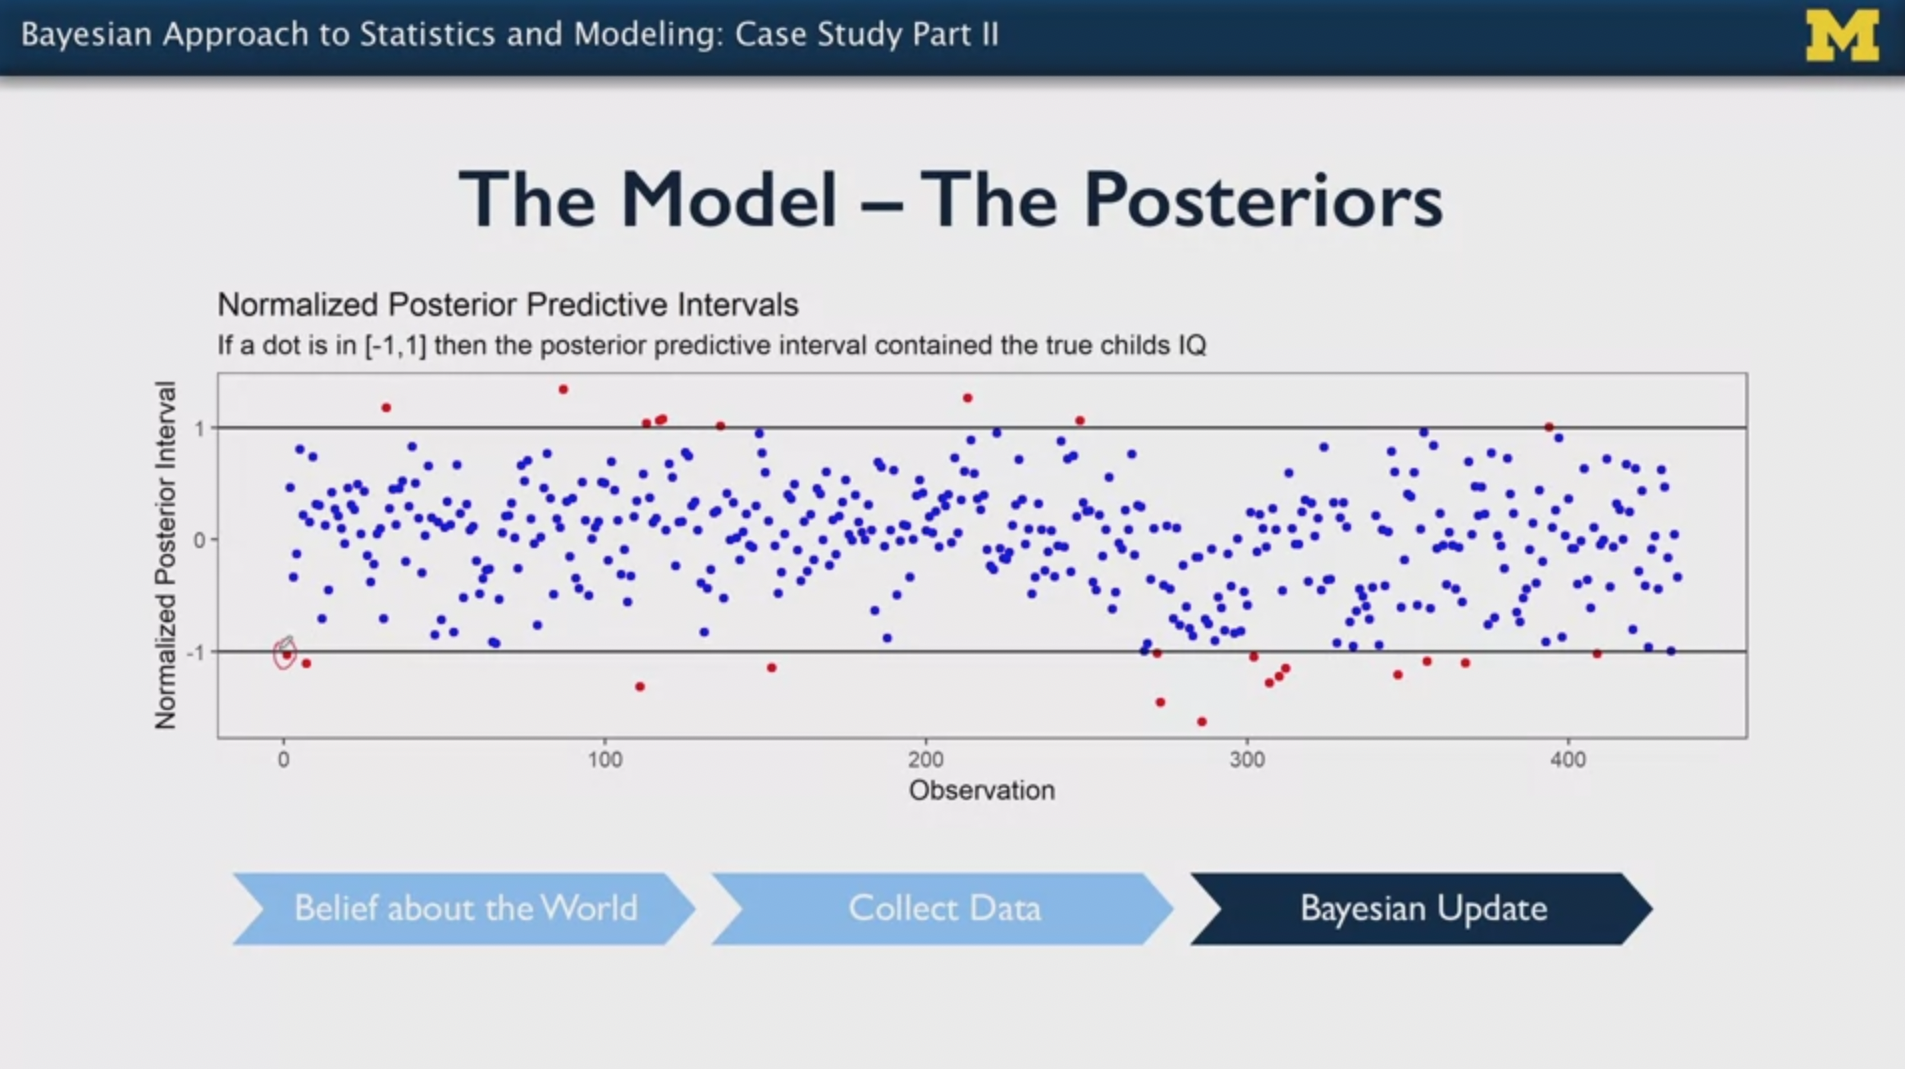 Bayesian Approach to Statistics and Modeling: Case Study Part II
M
The Model – The Posteriors
Normalized Posterior Predictive Intervals
If a dot is in [-1,1] then the posterior predictive interval contained the true childs IQ
Normalized Posterior Interval
1
0
-1
0 100 200 300 400
Observation
Belief about the World
Collect Data
Bayesian Update